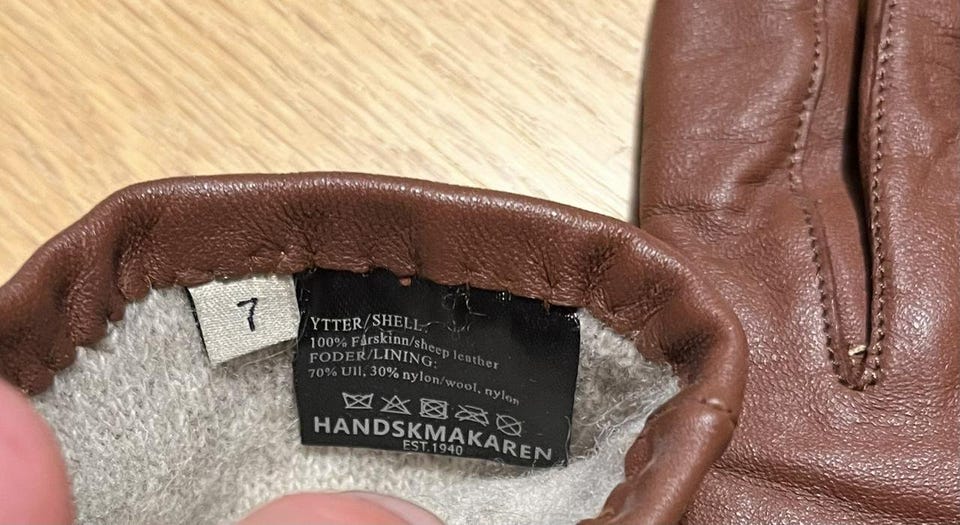 7
YTTER/SHELL:
100% Fårskinn/sheep leather
FODER/LINING:
70% Ull, 30% nylon/wool, nylon
HANDSKMAKAREN
EST.1940